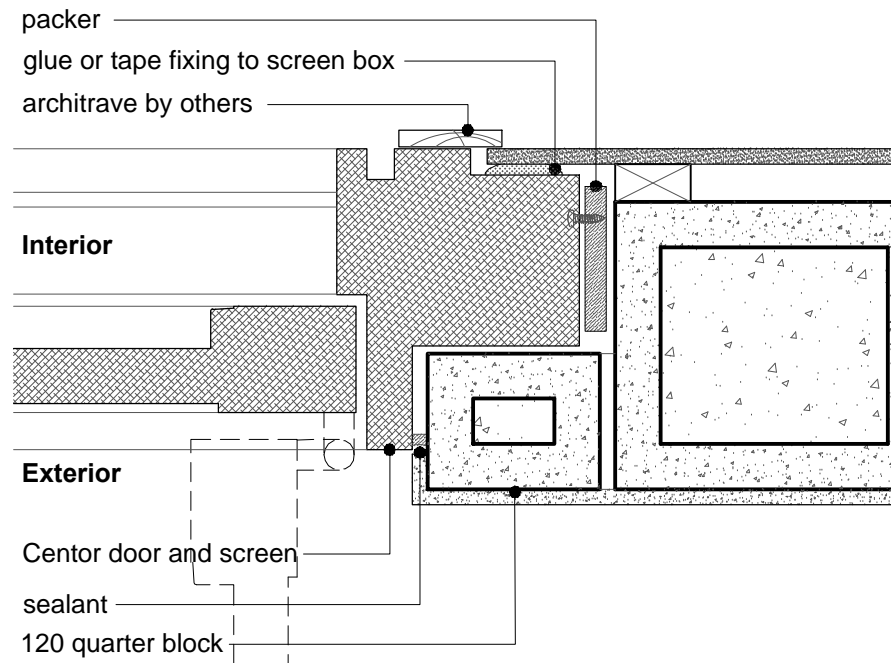 packer
glue or tape fixing to screen box
architrave by others
Interior
Exterior
Centor door and screen
sealant
120 quarter block